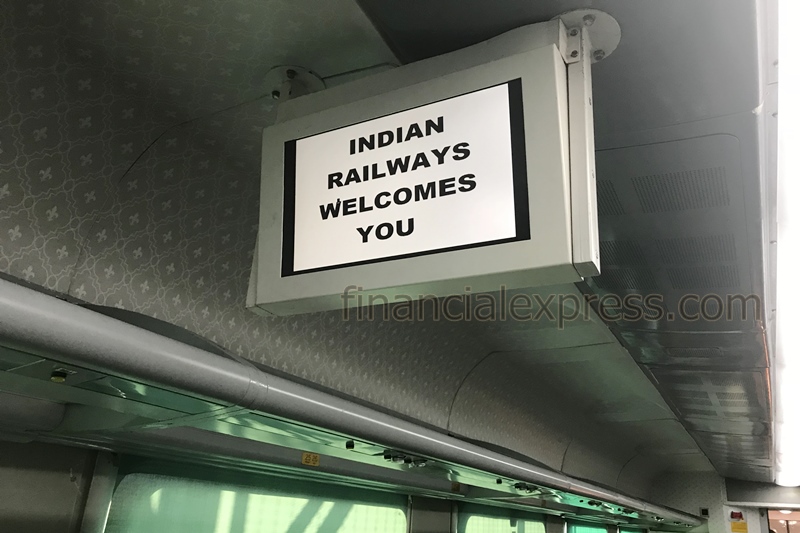 INDIAN
RAILWAYS
WELCOMES
YOU
financialexpress.com